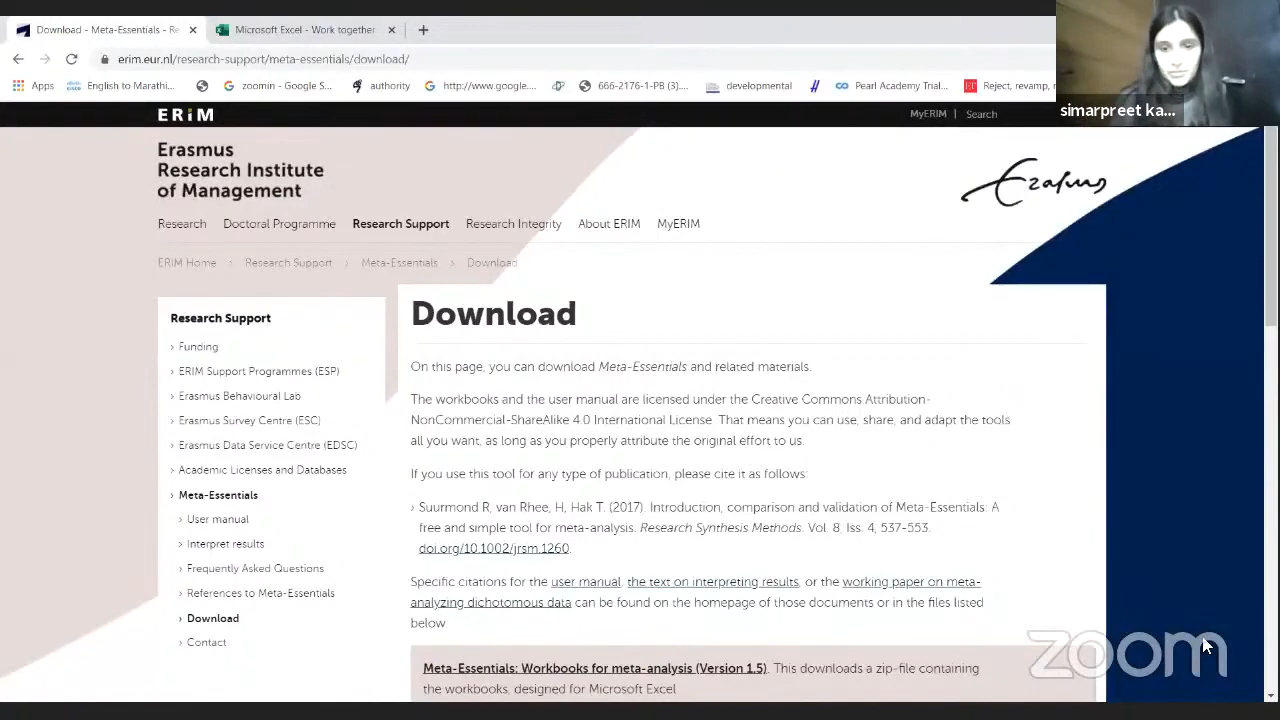 Download - Meta-Essentials - Re
Microsoft Excel - Work together
erim.eur.nl/research-support/meta-essentials/download/
Apps
English to Marathi...
zoom\ - Google S...
authority
http://www.google....
666-2176-1-PB (3)....
developmental
Pearl Academy Trial...
Reject, revamp,
simarpreet ka...
ERIM
MyERIM | Search
Erasmus
Research Institute
of Management
Erasmus
Research
Doctoral Programme
Research Support
Research Integrity
About ERIM
MyERIM
ERIM Home > Research Support / Meta-Essentials > Download
Research Support
› Funding
› ERIM Support Programmes (ESP)
› Erasmus Behavioural Lab
› Erasmus Survey Centre (ESC)
› Erasmus Data Service Centre (EDSC)
› Academic Licenses and Databases
› Meta-Essentials
› User manual
› Interpret results
› Frequently Asked Questions
› References to Meta-Essentials
› Download
› Contact
Download
On this page, you can download Meta-Essentials and related materials.
The workbooks and the user manual are licensed under the Creative Commons Attribution-
NonCommercial-ShareAlike 4.0 International License. That means you can use, share, and adapt the tools
all you want, as long as you properly attribute the original effort to us.
If you use this tool for any type of publication, please cite it as follows:
› Suurmond R, van Rhee, H, Hak T. (2017). Introduction, comparison and validation of Meta-Essentials: A
free and simple tool for meta-analysis. Research Synthesis Methods. Vol. 8, Iss. 4, 537-553.
doi.org/10.1002/jrsm.1260.
Specific citations for the user manual, the text on interpreting results, or the working paper on meta-
analyzing dichotomous data can be found on the homepage of those documents or in the files listed
below.
Meta-Essentials: Workbooks for meta-analysis (Version 1.5). This downloads a zip-file containing
the workbooks, designed for Microsoft Excel
zoom